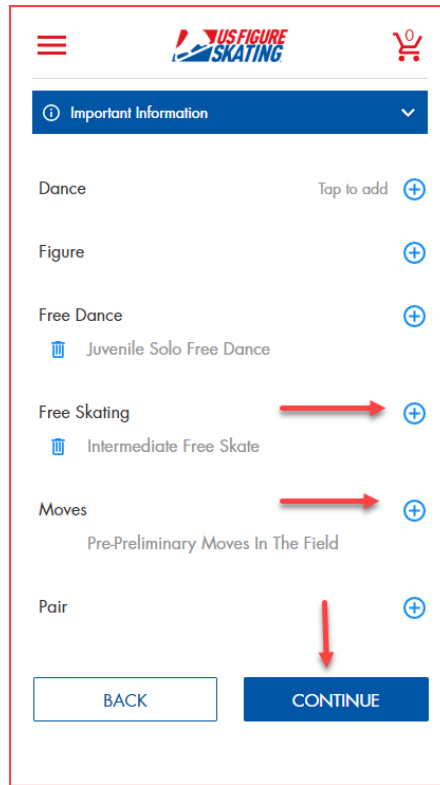 US FIGURE
SKATING
0
Important Information
Dance Tap to add
Figure
Free Dance
Juvenile Solo Free Dance
Free Skating
Intermediate Free Skate
Moves
Pre-Preliminary Moves In The Field
Pair
BACK CONTINUE